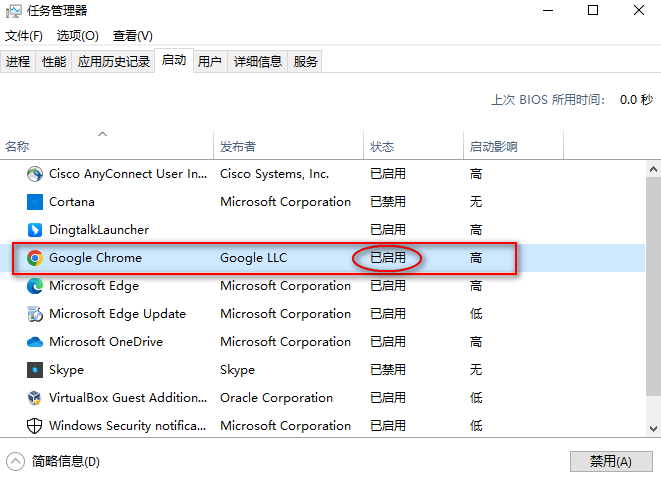 任务管理器
文件(F) 选项(O) 查看(V)
进程 性能 应用历史记录 启动 用户 详细信息 服务
上次 BIOS 所用时间: 0.0 秒
名称 发布者 状态 启动影响
Cisco AnyConnect User In... Cisco Systems, Inc. 已启用 高
Cortana Microsoft Corporation 已禁用 无
DingtalkLauncher 已启用 高
Google Chrome Google LLC 已启用 高
Microsoft Edge Microsoft Corporation 已启用 高
Microsoft Edge Update Microsoft Corporation 已启用 低
Microsoft OneDrive Microsoft Corporation 已启用 高
Skype Skype 已禁用 无
VirtualBox Guest Addition... Oracle Corporation 已启用 低
Windows Security notifica... Microsoft Corporation 已启用 低
简略信息(D) 禁用(A)